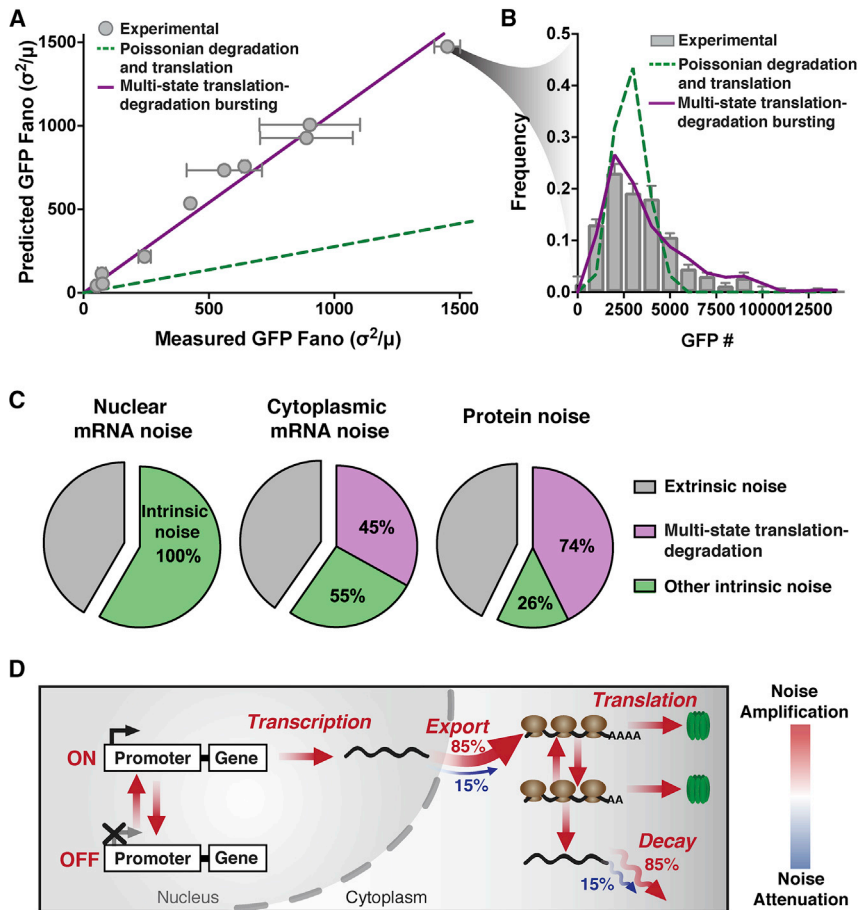 A
Experimental
Poissonian degradation
and translation
Multi-state translation-
degradation bursting
Predicted GFP Fano (σ²/μ)
1500
1000
500
0
0 500 1000 1500
Measured GFP Fano (σ²/μ)
B
Experimental
Poissonian degradation
and translation
Multi-state translation-
degradation bursting
Frequency
0.5
0.4
0.3
0.2
0.1
0.0
0 2500 5000 7500 10000 12500
GFP #
C
Nuclear
mRNA noise
Cytoplasmic
mRNA noise
Protein noise
Intrinsic
noise
100%
45%
55%
74%
26%
Extrinsic noise
Multi-state translation-
degradation
Other intrinsic noise
D
ON
Promoter
Gene
OFF
Promoter
Gene
Transcription
Export
85%
15%
Translation
AAAA
AA
Decay
85%
15%
Nucleus
Cytoplasm
Noise
Amplification
Noise
Attenuation